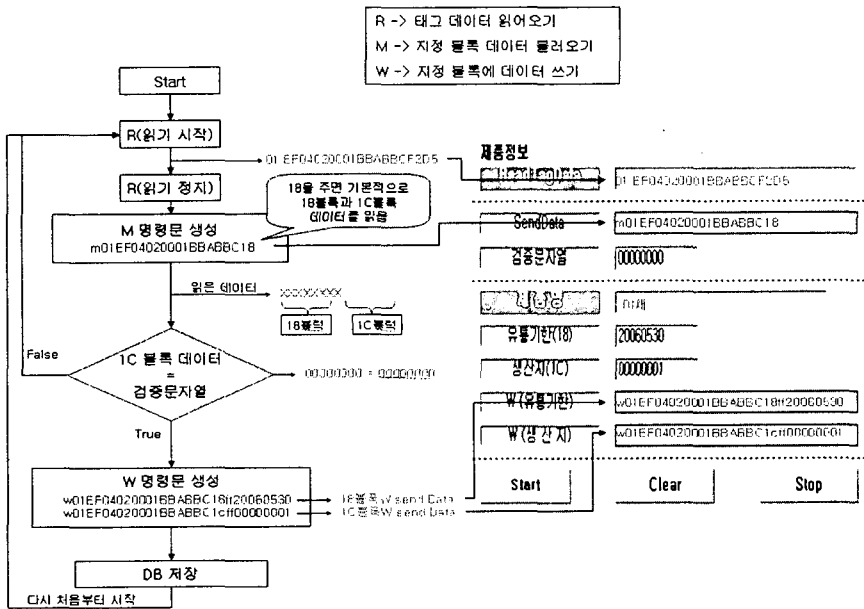 R -> 태그 데이터 읽어오기
M -> 지정 블록 데이터 불러오기
W -> 지정 블록에 데이터 쓰기
Start
R(읽기 시작)
01 EF04020001BBABBCF2D5
R(읽기 정지)
18을 주면 기본적으로
18블록과 1C블록
데이터를 읽음
M 명령문 생성
m01EF04020001BBABBC18
읽은 데이터
XXXXXXXX
18블럭
1C블럭
False
1C 블록 데이터
=
검증문자열
00000000 = 00000000
True
W 명령문 생성
w01EF04020001BBABBC18ff20060530
w01EF04020001BBABBC1cff00000001
18블록W send Data
1C블록W send Data
DB 저장
다시 처음부터 시작
제품정보
01 EF04020001BBABBCF2D5
SendData
m01EF04020001BBABBC18
검증문자열
00000000
유통기한(18)
20060530
생산지(1C)
00000001
W (유통기한)
w01EF04020001BBABBC18ff20060530
W (생 산 지)
w01EF04020001BBABBC1cff00000001
Start
Clear
Stop